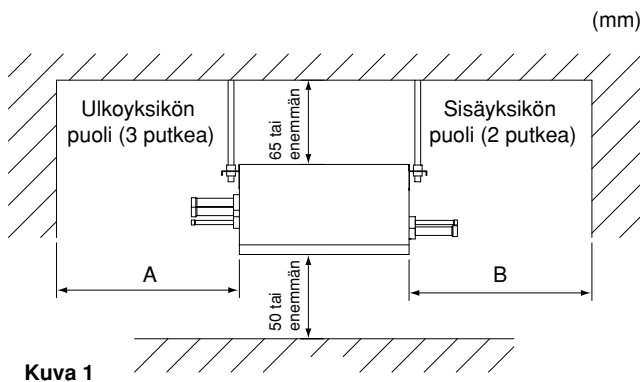 (mm)
Ulkoyksikön
puoli (3 putkea)
65 tai
enemmän
Sisäyksikön
puoli (2 putkea)
A
50 tai
enemmän
B
Kuva 1